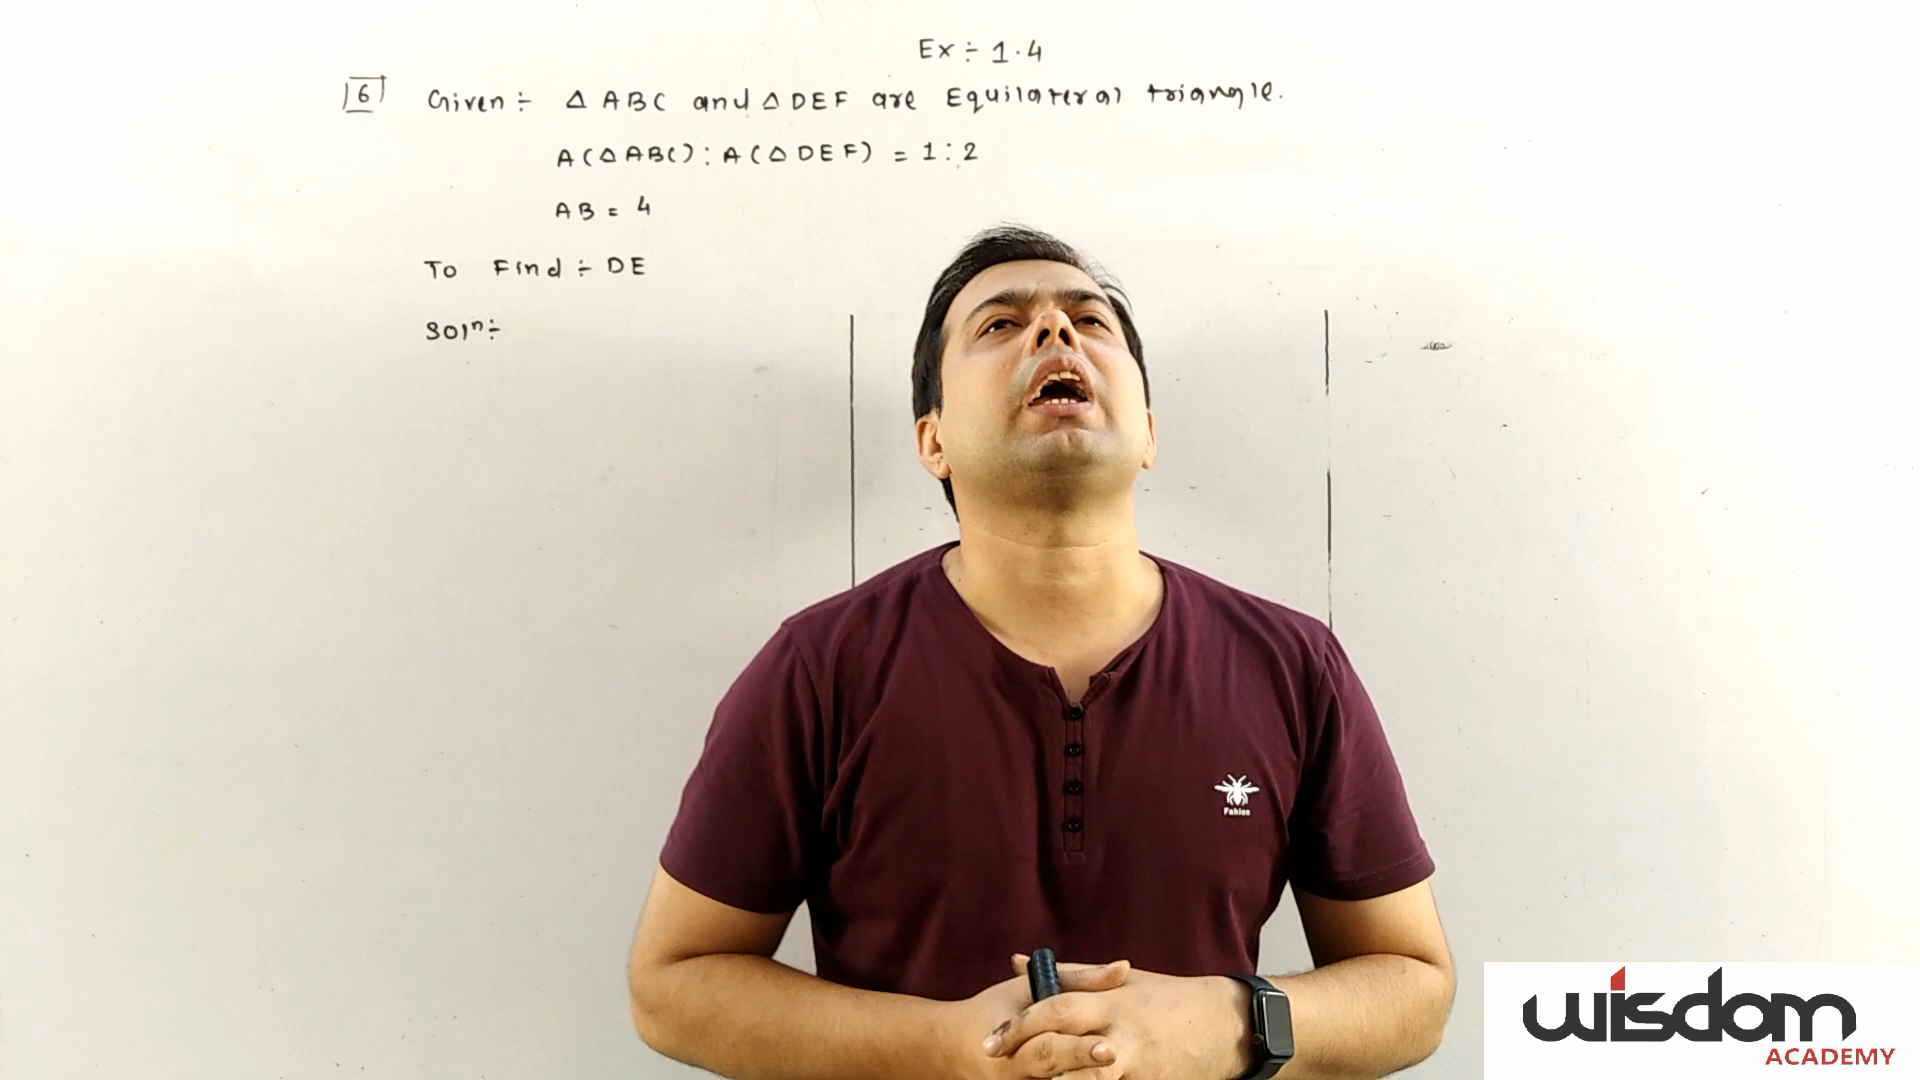 Ex ÷ 1.4
6 Given ÷ △ ABC and △ DEF are Equilateral triangle.
A(△ ABC) : A(△ DEF) = 1:2
AB = 4
To Find ÷ DE
Solⁿ ÷
Fahion
wisdom
ACADEMY